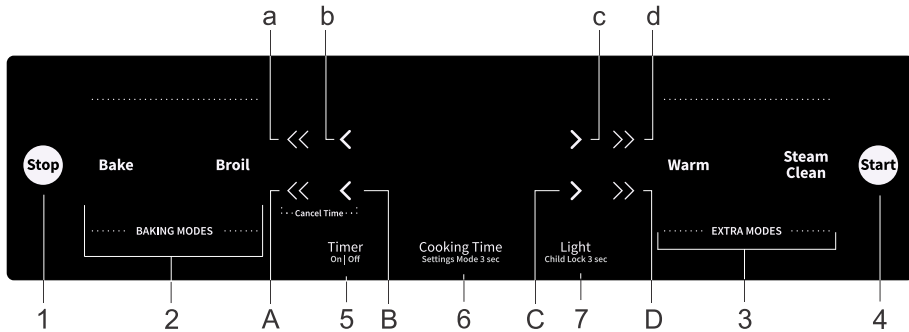 a b c d
Stop Bake Broil << < > >> Warm Steam Clean Start
<< < > >>
Cancel Time
BAKING MODES EXTRA MODES
Timer Cooking Time Light
On | Off Settings Mode 3 sec Child Lock 3 sec
1 2 A 5 B 6 C 7 D 3 4